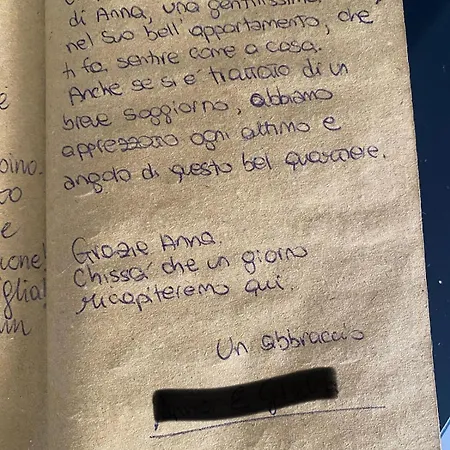 di Anna, una gentilissima
nel suo bell'appartamento, che
ti fa sentire come a casa.
Anche se si è trattato di un
breve soggiorno, abbiamo
apprezzato ogni attimo e
angolo di questo bel quartiere.
Grazie Anna.
Chissà che un giorno
ricapiteremo qui.
Un abbraccio